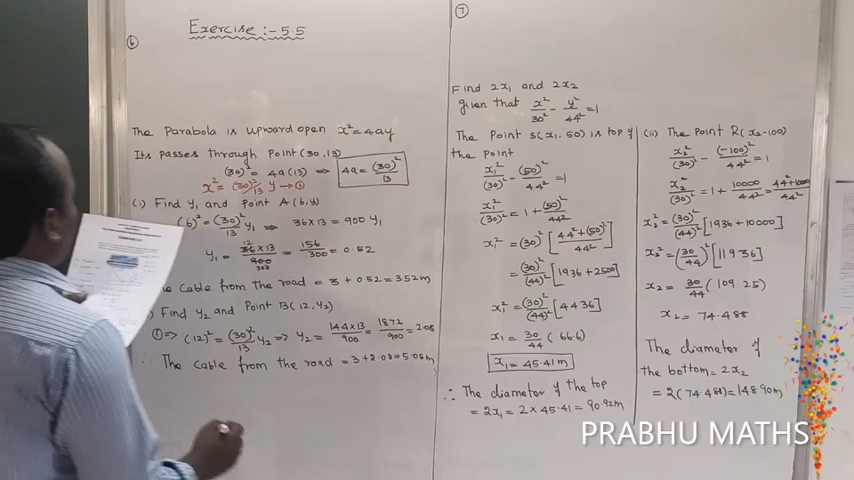 Exercise :- 5.5
⑥
The Parabola is upward open x² = 4ay
Its passes through Point (30,13)
(30)² = 4a(13) ⇒ 4a = (30)²/13
x² = (30)²/13 y → ①
(i) Find y₁ and Point A (6,y₁)
(6)² = (30)²/13 y₁ ⇒ 36×13 = 900 y₁
y₁ = 36×13/900 = 156/300 = 0.52
Cable from the road = 3 + 0.52 = 3.52m
) Find y₂ and Point B(12, y₂)
① ⇒ (12)² = (30)²/13 y₂ ⇒ y₂ = 144×13/900 = 1872/900 = 2.08
∴ The cable from the road = 3+2.08 = 5.08m
⑦
Find 2x₁ and 2x₂
given that x²/30² - y²/44² = 1
The Point S(x₁, 50) is top of
the Point
x₁²/(30)² - (50)²/44² = 1
x₁²/(30)² = 1 + (50)²/44²
x₁² = (30)² [44²+(50)²/44²]
= (30)²/(44)² [1936 + 2500]
x₁² = (30)²/(44)² [4436]
x₁ = 30/44 (66.6)
x₁ = 45.41m
∴ The diameter of the top
= 2x₁ = 2 × 45.41 = 90.92m
(ii) The Point R(x₂ -100)
x₂²/(30)² - (-100)²/44² = 1
x₂²/(30)² = 1 + 10000/44² = 44²+10000/44²
x₂² = (30)²/(44)² [1936 + 10000]
x₂² = (30/44)² [11936]
x₂ = 30/44 (109.25)
x₂ = 74.488
The diameter of
the bottom = 2x₂
= 2(74.488) = 148.90m
PRABHU MATHS